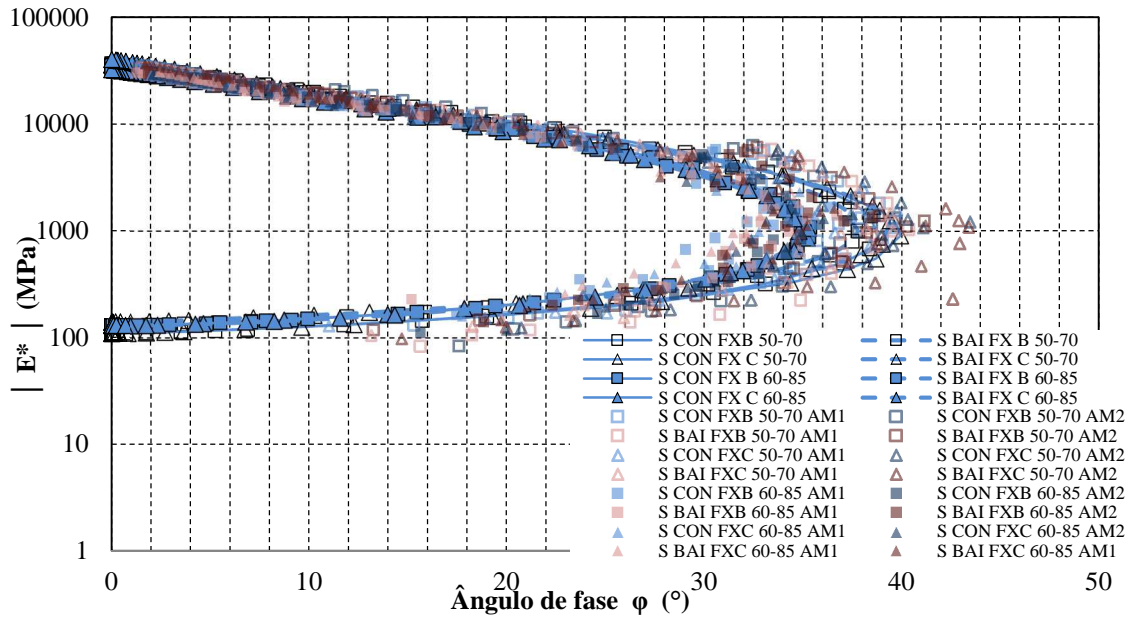 100000
10000
1000
100
10
1
| E* | (MPa)
S CON FXB 50-70
S BAI FX B 50-70
S CON FX C 50-70
S BAI FX C 50-70
S CON FX B 60-85
S BAI FX B 60-85
S CON FX C 60-85
S BAI FX C 60-85
S CON FXB 50-70 AM1
S CON FXB 50-70 AM2
S BAI FXB 50-70 AM1
S BAI FXB 50-70 AM2
S CON FXC 50-70 AM1
S CON FXC 50-70 AM2
S BAI FXC 50-70 AM1
S BAI FXC 50-70 AM2
S CON FXB 60-85 AM1
S CON FXB 60-85 AM2
S BAI FXB 60-85 AM1
S BAI FXB 60-85 AM2
S CON FXC 60-85 AM1
S CON FXC 60-85 AM2
S BAI FXC 60-85 AM1
S BAI FXC 60-85 AM1
0 10 20 30 40 50
Ângulo de fase φ (°)